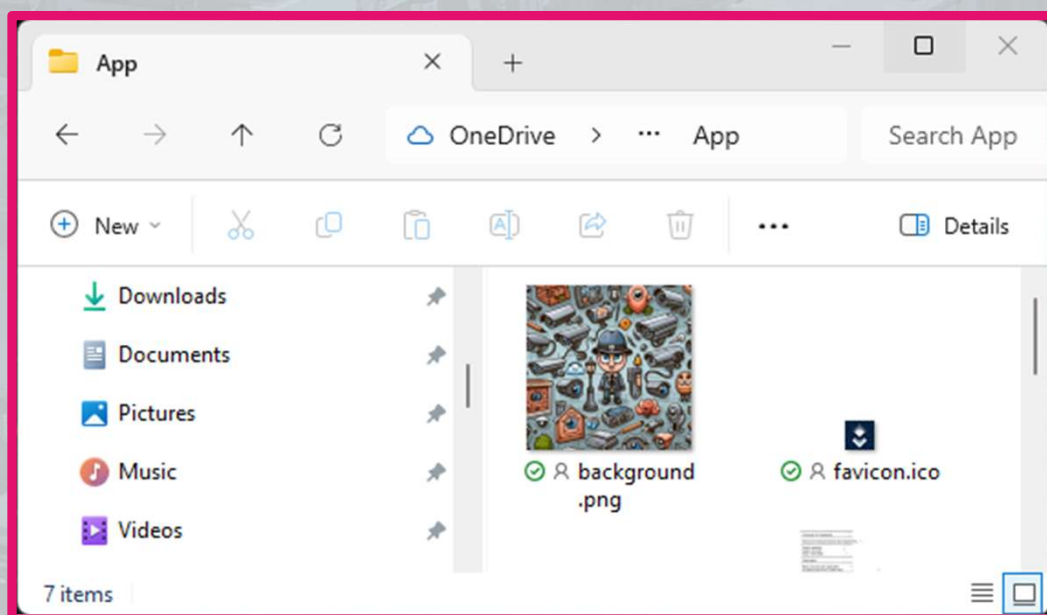 App
OneDrive > ··· App
Search App
New
Details
Downloads
Documents
Pictures
Music
Videos
background
.png
favicon.ico
7 items